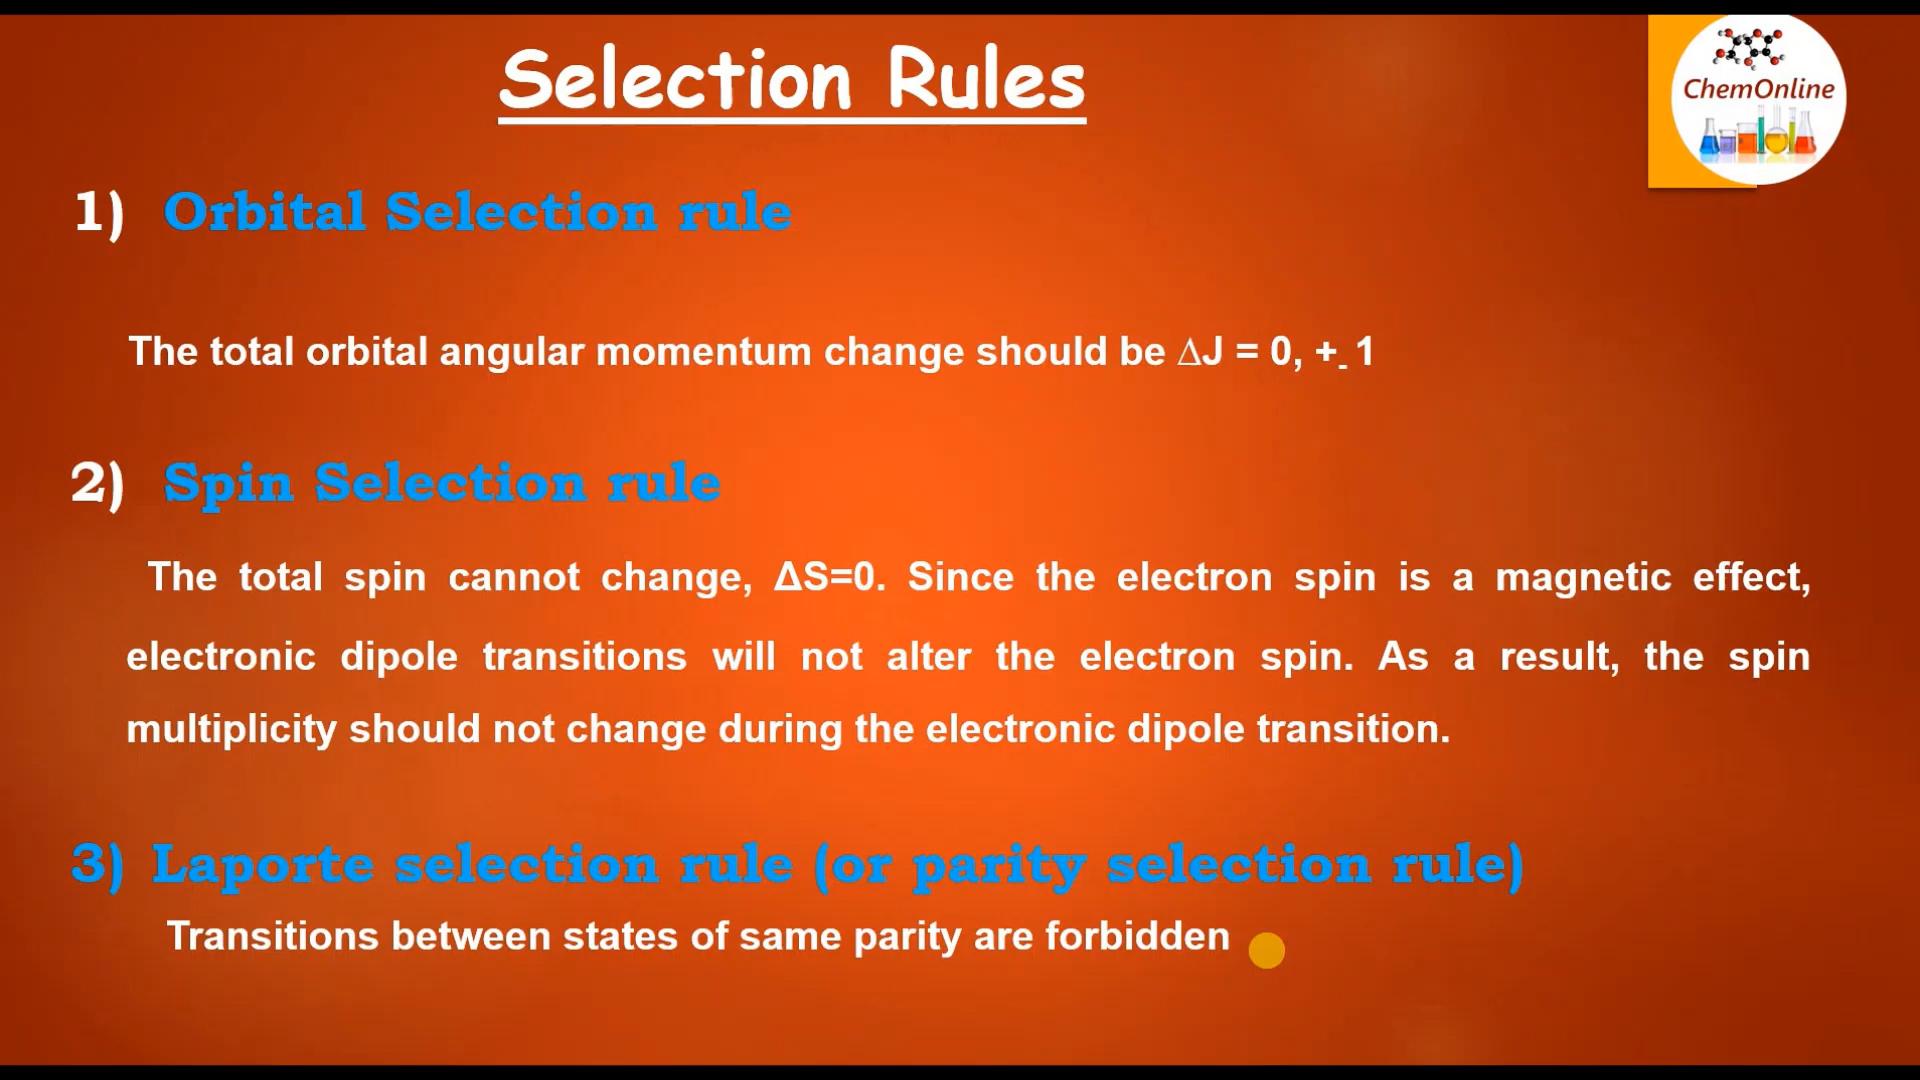 Selection Rules
ChemOnline
1) Orbital Selection rule
The total orbital angular momentum change should be ∆J = 0, +- 1
2) Spin Selection rule
The total spin cannot change, ΔS=0. Since the electron spin is a magnetic effect,
electronic dipole transitions will not alter the electron spin. As a result, the spin
multiplicity should not change during the electronic dipole transition.
3) Laporte selection rule (or parity selection rule)
Transitions between states of same parity are forbidden